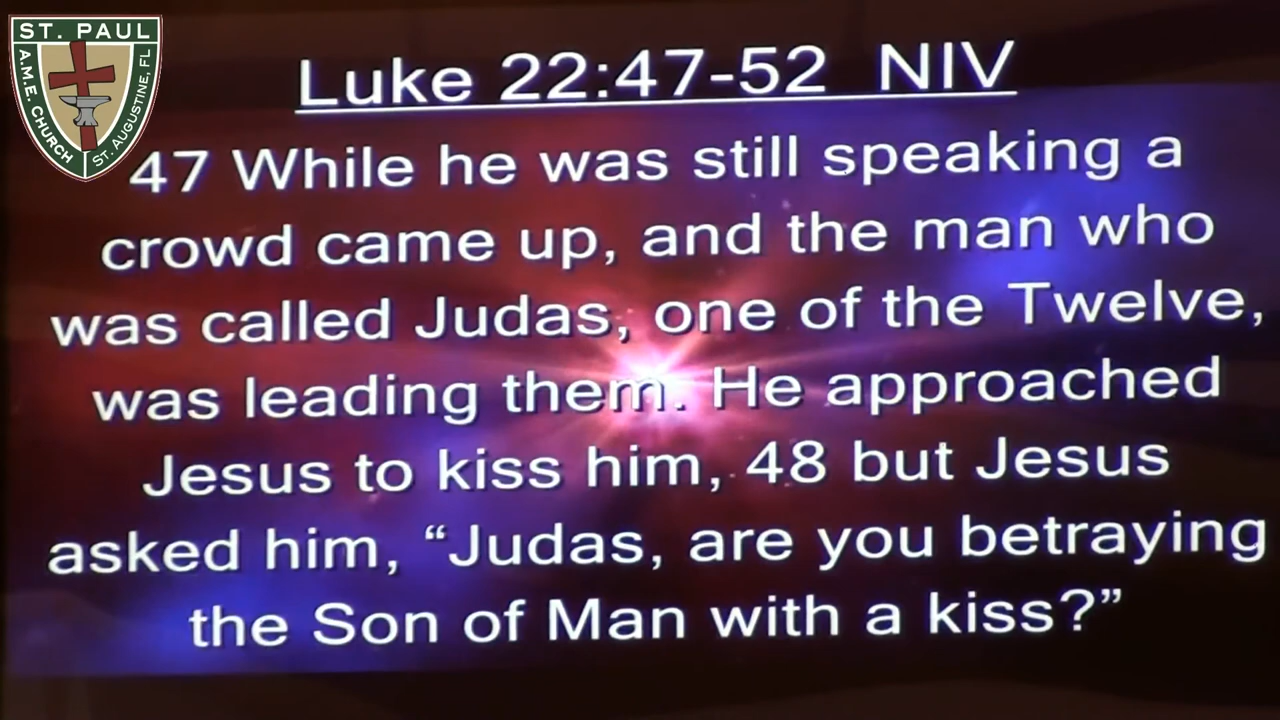 ST. PAUL
A.M.E. CHURCH
ST. AUGUSTINE, FL
Luke 22:47-52 NIV
47 While he was still speaking a
crowd came up, and the man who
was called Judas, one of the Twelve,
was leading them. He approached
Jesus to kiss him, 48 but Jesus
asked him, “Judas, are you betraying
the Son of Man with a kiss?”